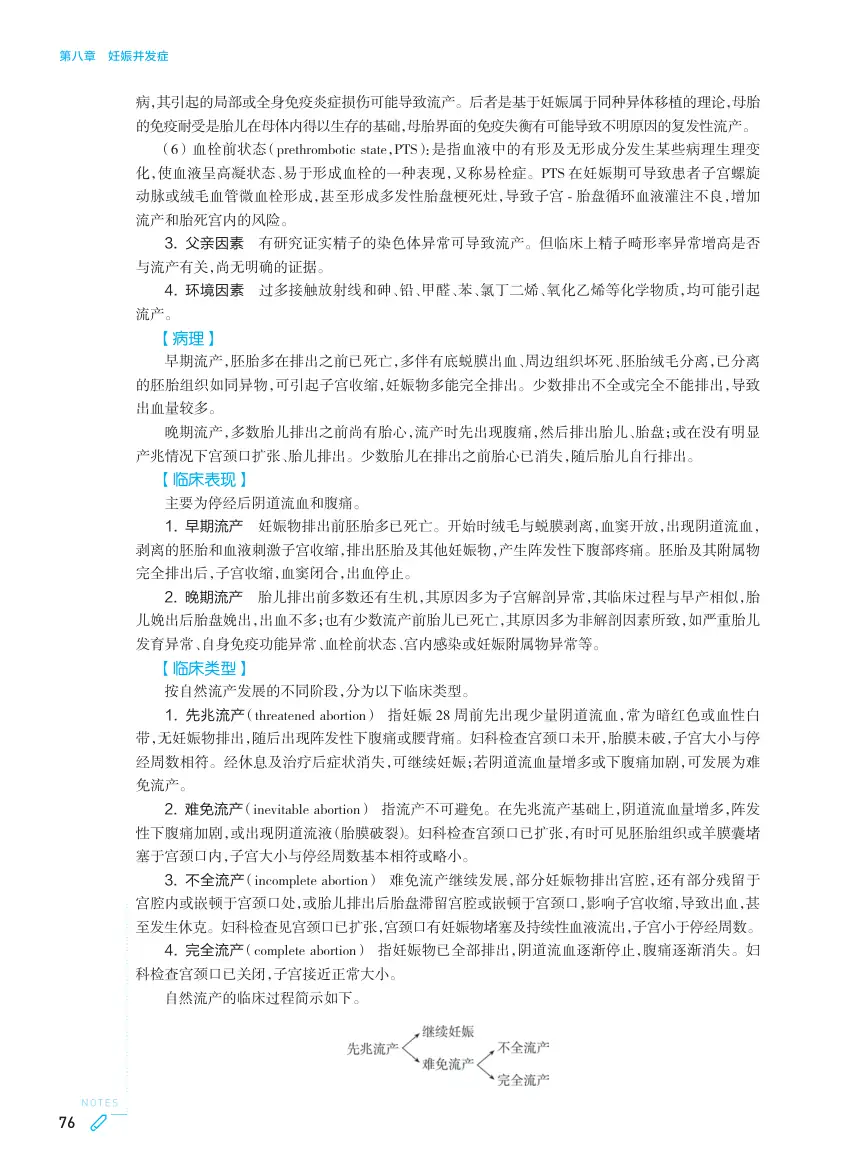 第八章 妊娠并发症
病,其引起的局部或全身免疫炎症损伤可能导致流产。后者是基于妊娠属于同种异体移植的理论,母胎
的免疫耐受是胎儿在母体内得以生存的基础,母胎界面的免疫失衡有可能导致不明原因的复发性流产。
（6）血栓前状态（prethrombotic state,PTS）:是指血液中的有形及无形成分发生某些病理生理变
化,使血液呈高凝状态、易于形成血栓的一种表现,又称易栓症。PTS 在妊娠期可导致患者子宫螺旋
动脉或绒毛血管微血栓形成,甚至形成多发性胎盘梗死灶,导致子宫 - 胎盘循环血液灌注不良,增加
流产和胎死宫内的风险。
3. 父亲因素 有研究证实精子的染色体异常可导致流产。但临床上精子畸形率异常增高是否
与流产有关,尚无明确的证据。
4. 环境因素 过多接触放射线和砷、铅、甲醛、苯、氯丁二烯、氧化乙烯等化学物质,均可能引起
流产。
【病理】
早期流产,胚胎多在排出之前已死亡,多伴有底蜕膜出血、周边组织坏死、胚胎绒毛分离,已分离
的胚胎组织如同异物,可引起子宫收缩,妊娠物多能完全排出。少数排出不全或完全不能排出,导致
出血量较多。
晚期流产,多数胎儿排出之前尚有胎心,流产时先出现腹痛,然后排出胎儿、胎盘;或在没有明显
产兆情况下宫颈口扩张、胎儿排出。少数胎儿在排出之前胎心已消失,随后胎儿自行排出。
【临床表现】
主要为停经后阴道流血和腹痛。
1. 早期流产 妊娠物排出前胚胎多已死亡。开始时绒毛与蜕膜剥离,血窦开放,出现阴道流血,
剥离的胚胎和血液刺激子宫收缩,排出胚胎及其他妊娠物,产生阵发性下腹部疼痛。胚胎及其附属物
完全排出后,子宫收缩,血窦闭合,出血停止。
2. 晚期流产 胎儿排出前多数还有生机,其原因多为子宫解剖异常,其临床过程与早产相似,胎
儿娩出后胎盘娩出,出血不多;也有少数流产前胎儿已死亡,其原因多为非解剖因素所致,如严重胎儿
发育异常、自身免疫功能异常、血栓前状态、宫内感染或妊娠附属物异常等。
【临床类型】
按自然流产发展的不同阶段,分为以下临床类型。
1. 先兆流产（threatened abortion） 指妊娠 28 周前先出现少量阴道流血,常为暗红色或血性白
带,无妊娠物排出,随后出现阵发性下腹痛或腰背痛。妇科检查宫颈口未开,胎膜未破,子宫大小与停
经周数相符。经休息及治疗后症状消失,可继续妊娠;若阴道流血量增多或下腹痛加剧,可发展为难
免流产。
2. 难免流产（inevitable abortion） 指流产不可避免。在先兆流产基础上,阴道流血量增多,阵发
性下腹痛加剧,或出现阴道流液（胎膜破裂）。妇科检查宫颈口已扩张,有时可见胚胎组织或羊膜囊堵
塞于宫颈口内,子宫大小与停经周数基本相符或略小。
3. 不全流产（incomplete abortion） 难免流产继续发展,部分妊娠物排出宫腔,还有部分残留于
宫腔内或嵌顿于宫颈口处,或胎儿排出后胎盘滞留宫腔或嵌顿于宫颈口,影响子宫收缩,导致出血,甚
至发生休克。妇科检查见宫颈口已扩张,宫颈口有妊娠物堵塞及持续性血液流出,子宫小于停经周数。
4. 完全流产（complete abortion） 指妊娠物已全部排出,阴道流血逐渐停止,腹痛逐渐消失。妇
科检查宫颈口已关闭,子宫接近正常大小。
自然流产的临床过程简示如下。
继续妊娠
先兆流产
不全流产
难免流产
完全流产
NOTES
76